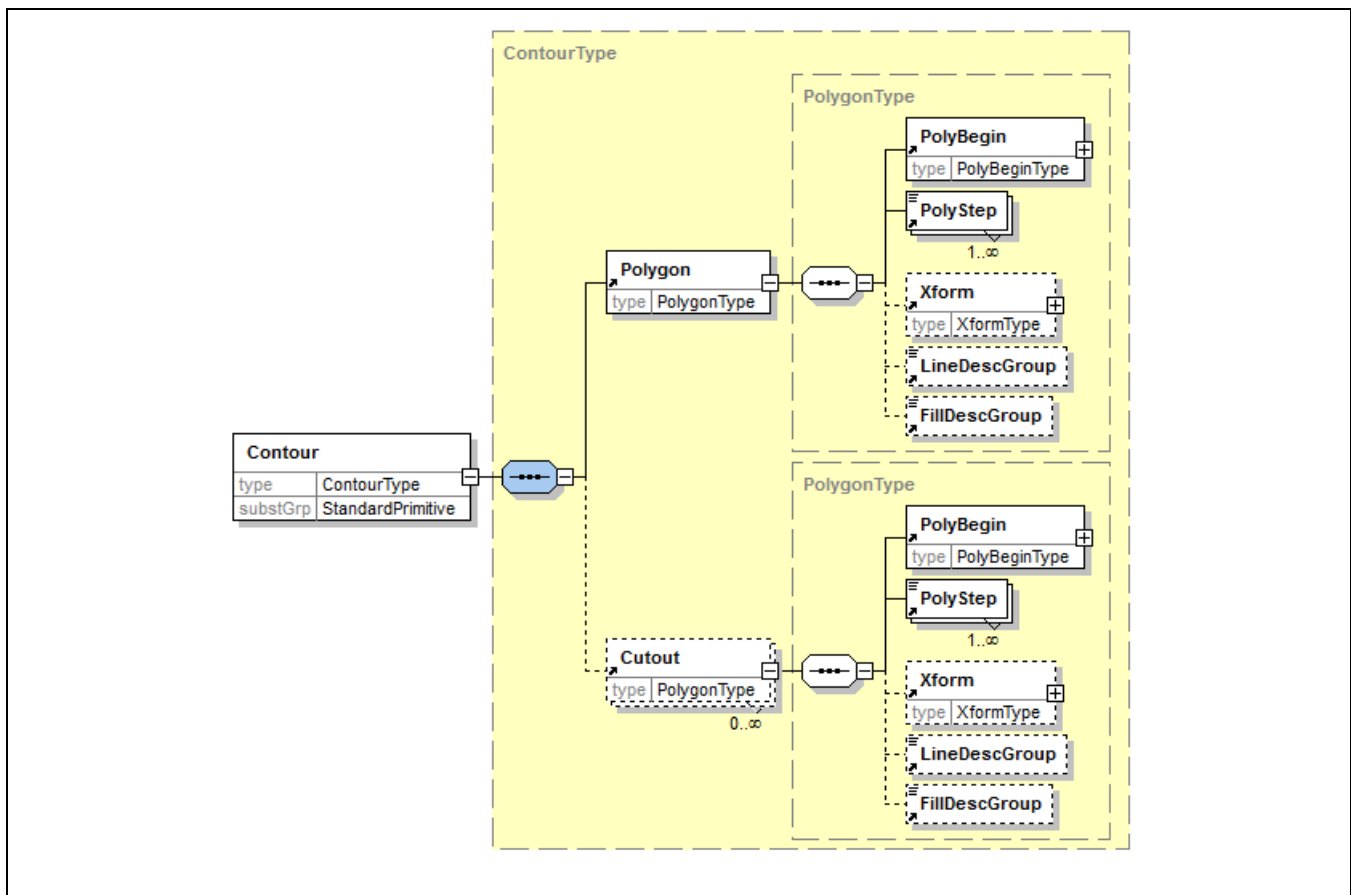 ContourType
PolygonType
PolyBegin
type PolyBeginType
PolyStep
1..∞
Polygon
type PolygonType
Xform
type XformType
LineDescGroup
FillDescGroup
Contour
type ContourType
substGrp StandardPrimitive
PolygonType
PolyBegin
type PolyBeginType
PolyStep
1..∞
Cutout
type PolygonType
0..∞
Xform
type XformType
LineDescGroup
FillDescGroup